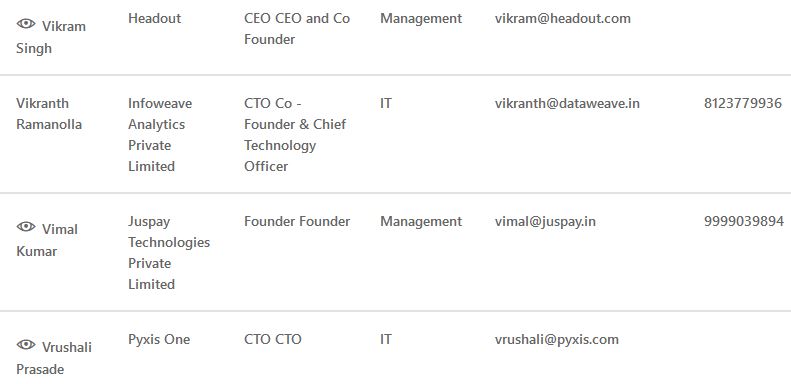 Vikram Singh Headout CEO CEO and Co Founder Management vikram@headout.com
Vikranth Ramanolla Infoweave Analytics Private Limited CTO Co - Founder & Chief Technology Officer IT vikranth@dataweave.in 8123779936
Vimal Kumar Juspay Technologies Private Limited Founder Founder Management vimal@juspay.in 9999039894
Vrushali Prasade Pyxis One CTO CTO IT vrushali@pyxis.com